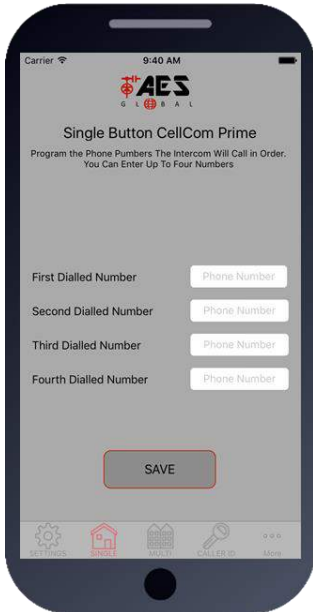 Carrier 9:40 AM
AES
GLOBAL
Single Button CellCom Prime
Program the Phone Pumbers The Intercom Will Call in Order.
You Can Enter Up To Four Numbers
First Dialled Number Phone Number
Second Dialled Number Phone Number
Third Dialled Number Phone Number
Fourth Dialled Number Phone Number
SAVE
SETTINGS SINGLE MULTI CALLER ID More